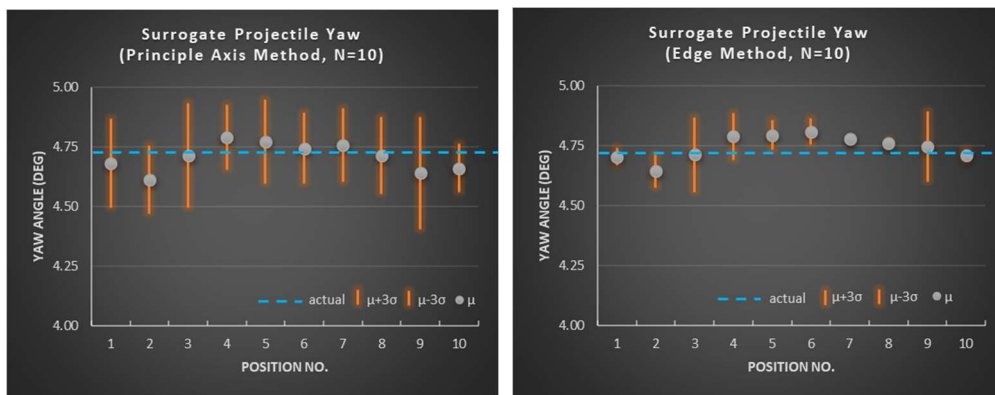 Surrogate Projectile Yaw
(Principle Axis Method, N=10)
5.00
4.75
4.50
4.25
4.00
YAW ANGLE (DEG)
actual μ+3σ μ-3σ μ
1 2 3 4 5 6 7 8 9 10
POSITION NO.
Surrogate Projectile Yaw
(Edge Method, N=10)
5.00
4.75
4.50
4.25
4.00
YAW ANGLE (DEG)
actual μ+3σ μ-3σ μ
1 2 3 4 5 6 7 8 9 10
POSITION NO.